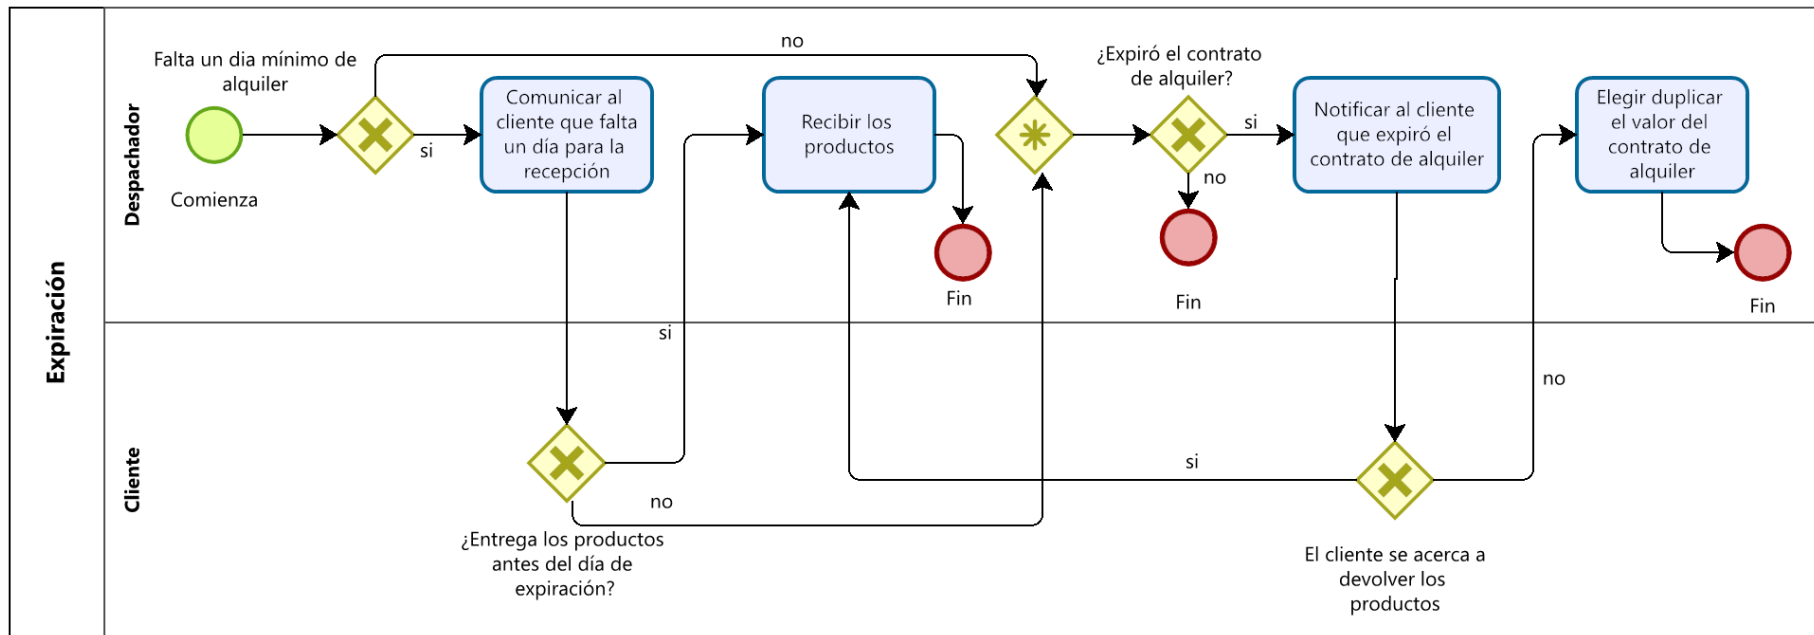 Expiración
Despachador
Falta un dia mínimo de
alquiler
Comienza
no
si
Comunicar al
cliente que falta
un día para la
recepción
Recibir los
productos
Fin
¿Expiró el contrato
de alquiler?
si
no
Fin
Notificar al cliente
que expiró el
contrato de alquiler
Elegir duplicar
el valor del
contrato de
alquiler
Fin
Cliente
si
no
¿Entrega los productos
antes del día de
expiración?
si
no
El cliente se acerca a
devolver los
productos